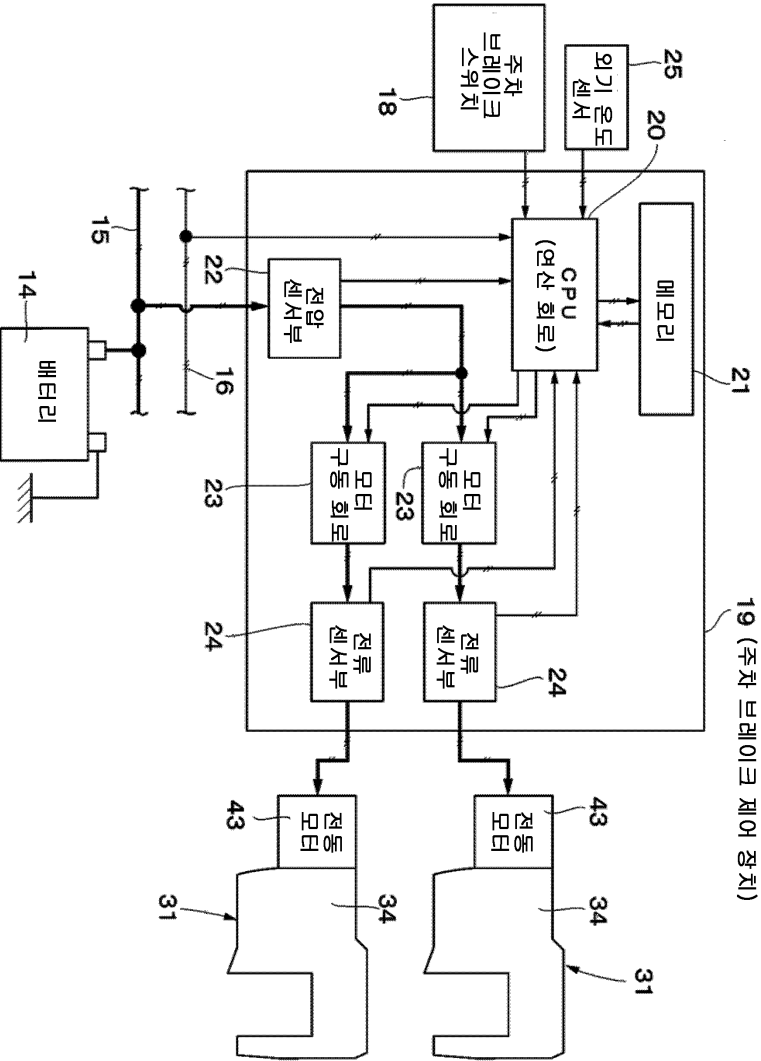 19 (주차 브레이크 제어 장치)
21
메모리
25
20
31
외기 온도
센서
43
34
CPU
(연산 회로)
24
주차
브레이크
스위치
18
전동
모터
모터
구동 회로
23
전류
센서부
34
모터
구동 회로
전류
센서부
전동
모터
43
전압
센서부
22
23
24
16
31
15
배터리
14